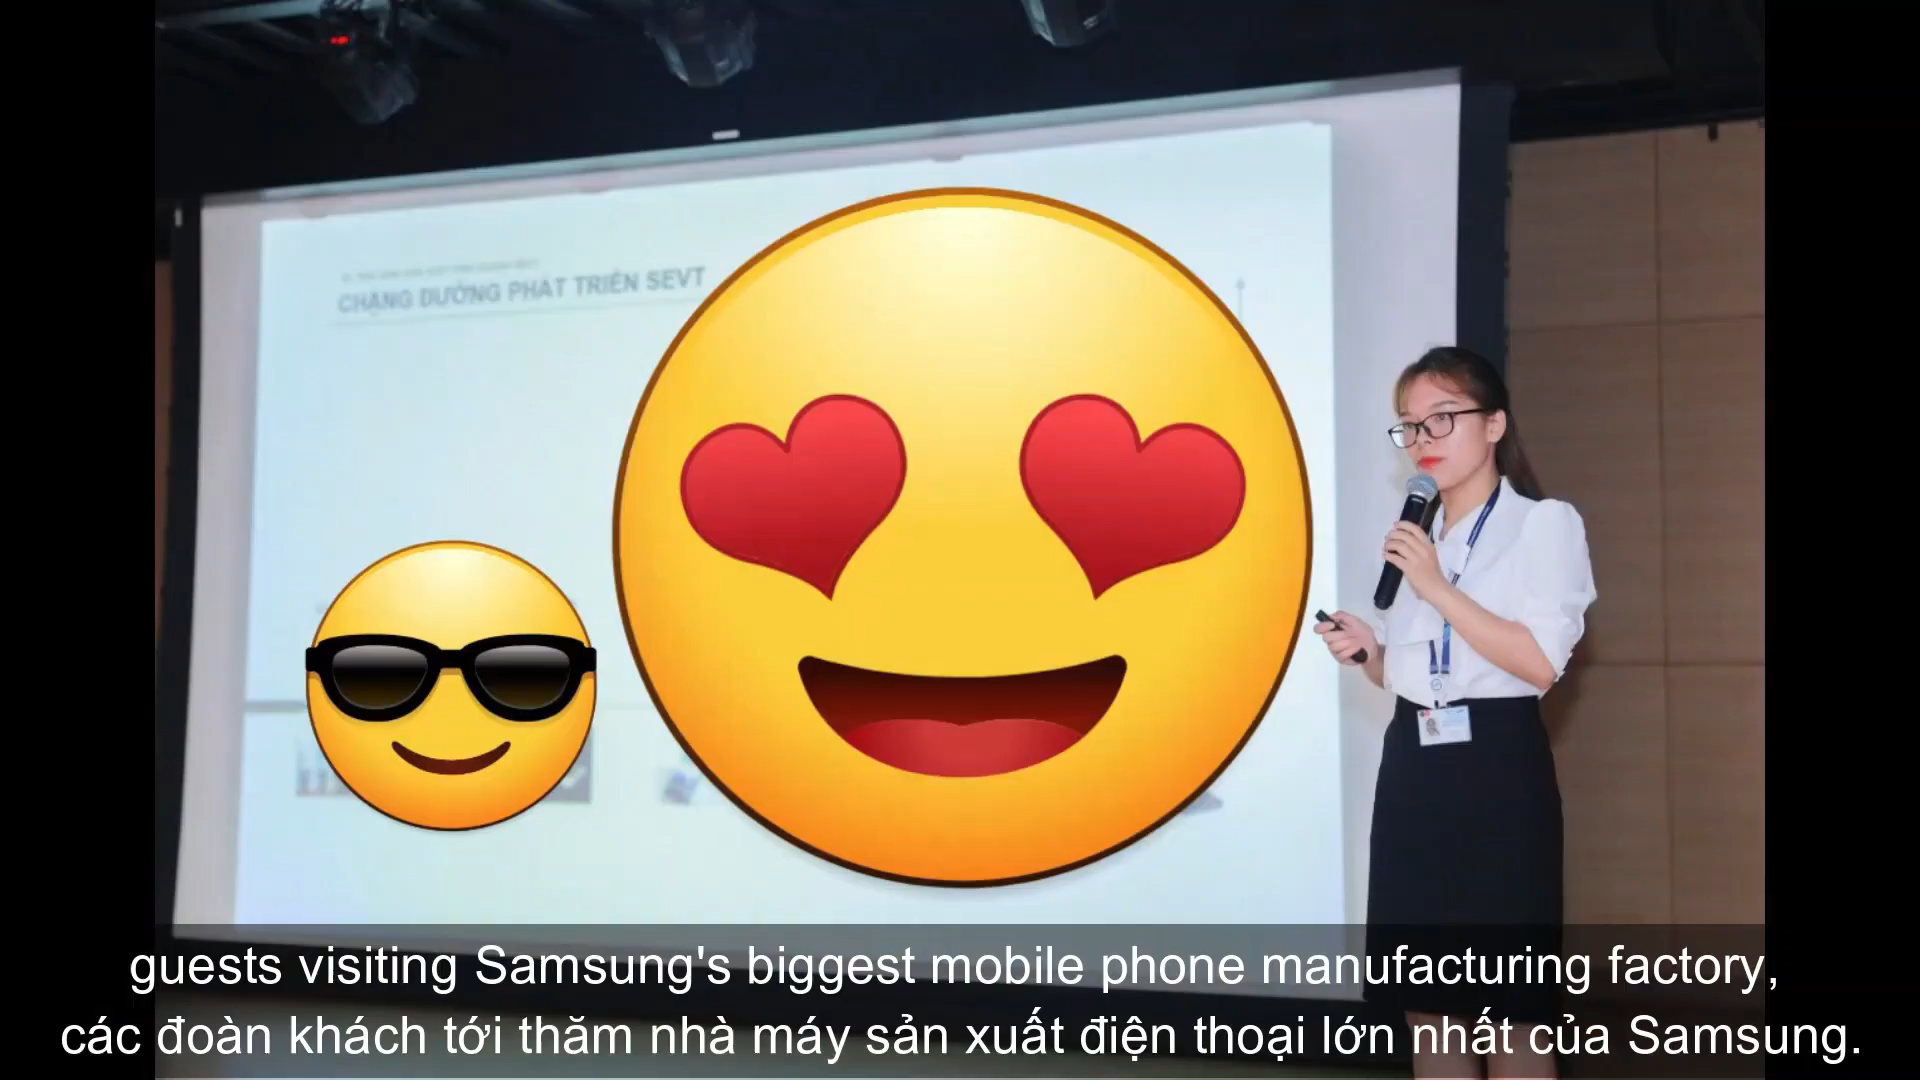 CHẶNG ĐƯỜNG PHÁT TRIỂN SEVT
guests visiting Samsung's biggest mobile phone manufacturing factory,
các đoàn khách tới thăm nhà máy sản xuất điện thoại lớn nhất của Samsung.